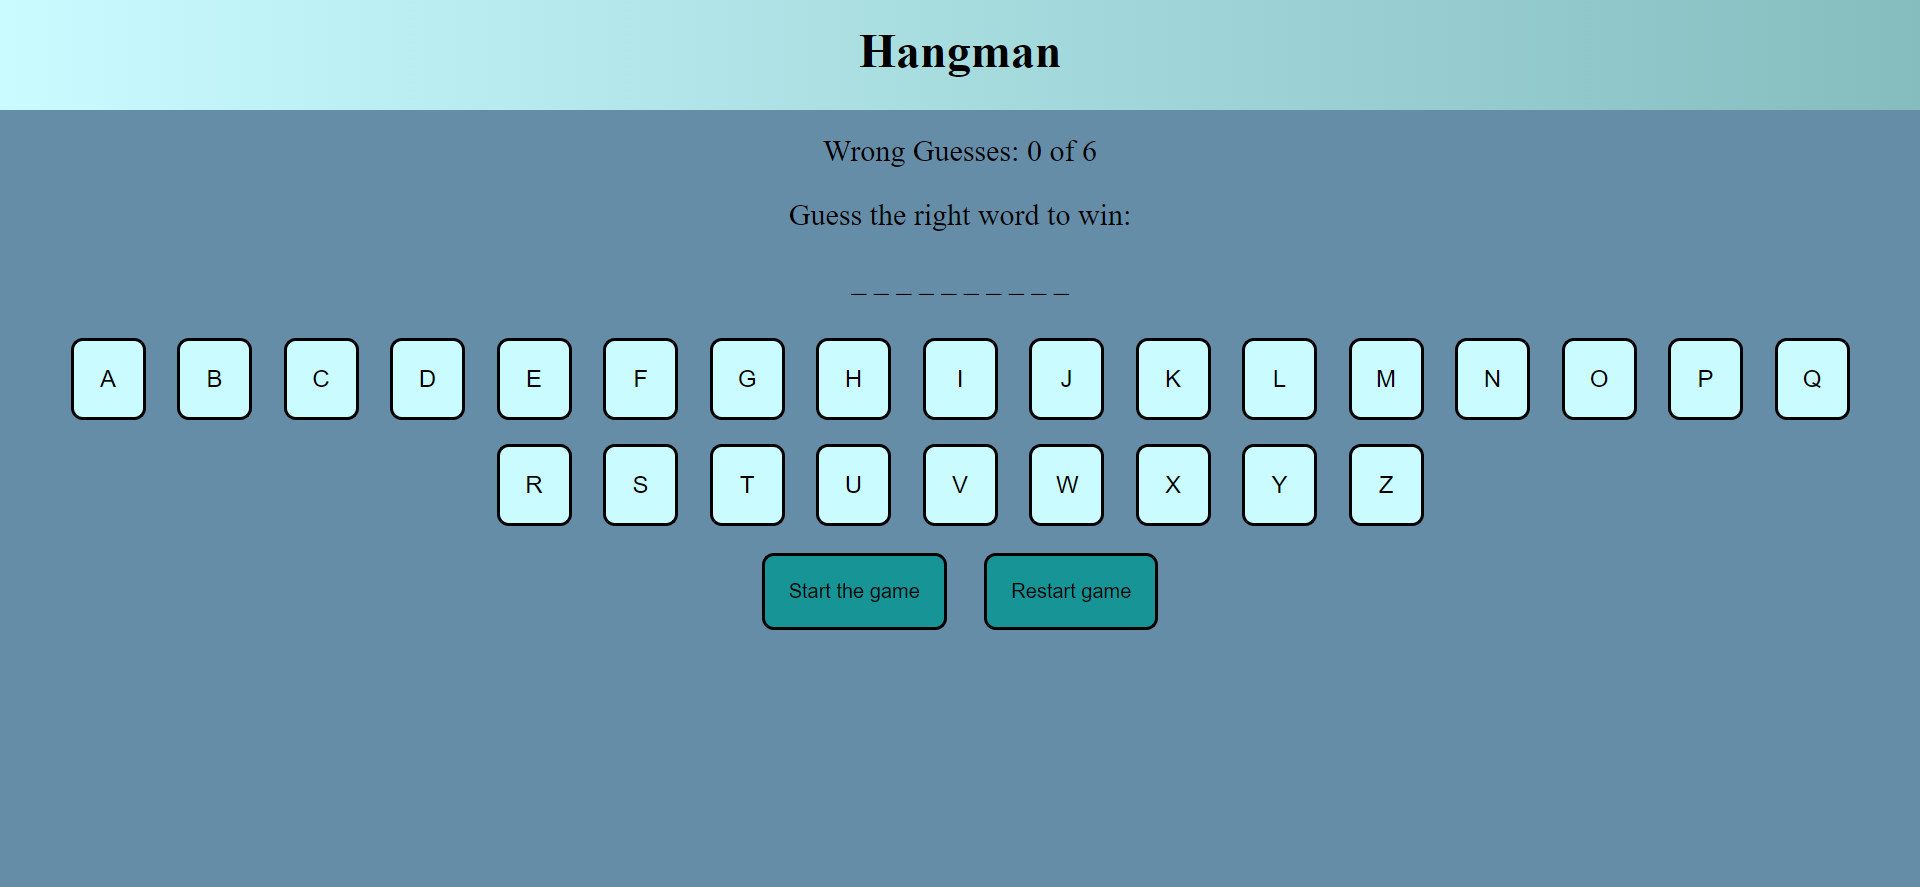 Hangman
Wrong Guesses: 0 of 6
Guess the right word to win:
_ _ _ _ _ _ _ _ _ _
A B C D E F G H I J K L M N O P Q
R S T U V W X Y Z
Start the game Restart game